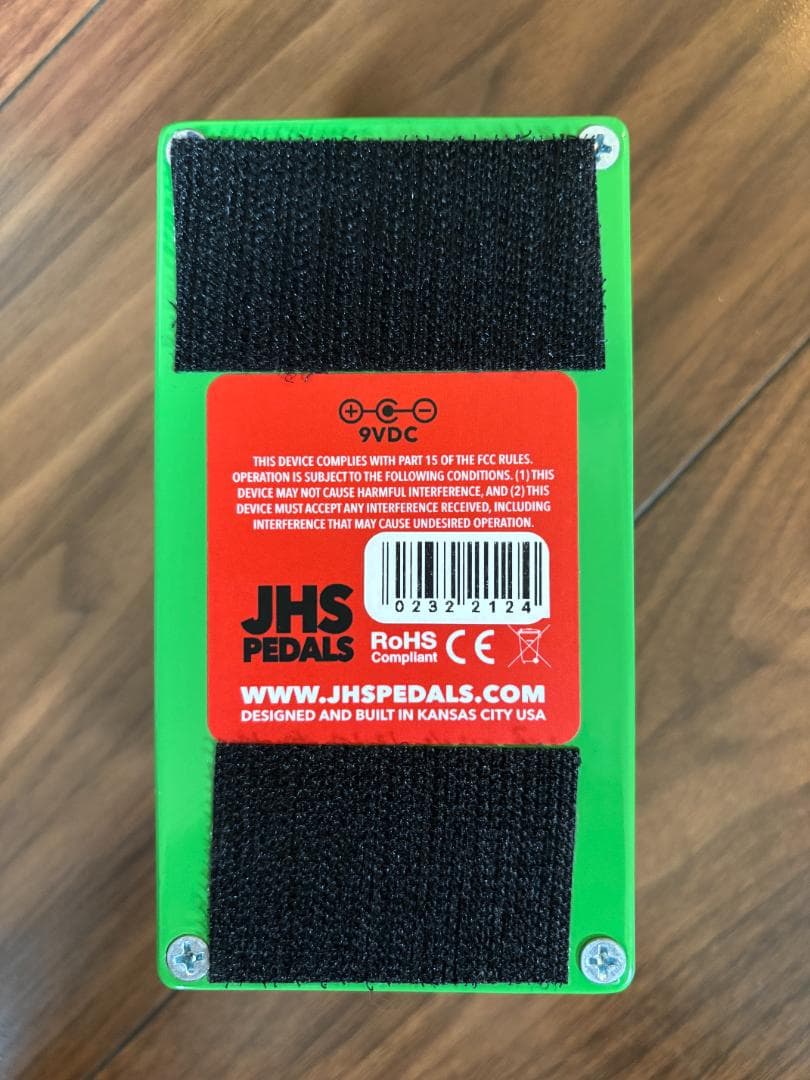 9VDC
THIS DEVICE COMPLIES WITH PART 15 OF THE FCC RULES.
OPERATION IS SUBJECT TO THE FOLLOWING CONDITIONS. (1) THIS
DEVICE MAY NOT CAUSE HARMFUL INTERFERENCE, AND (2) THIS
DEVICE MUST ACCEPT ANY INTERFERENCE RECEIVED, INCLUDING
INTERFERENCE THAT MAY CAUSE UNDESIRED OPERATION.
0232 2124
JHS
PEDALS
RoHS
Compliant
CE
WWW.JHSPEDALS.COM
DESIGNED AND BUILT IN KANSAS CITY USA